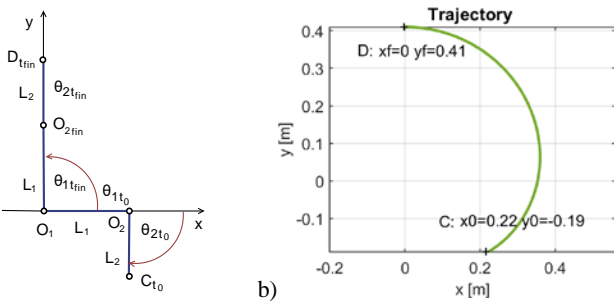 y
D tfin
L2
θ2tfin
O2fin
L1
θ1tfin
θ1t0
O1
L1
O2
θ2t0
x
L2
Ct0
b)
Trajectory
0.4
0.3
0.2
0.1
0
-0.1
y [m]
D: xf=0 yf=0.41
C: x0=0.22 y0=-0.19
-0.2
0
0.2
0.4
x [m]